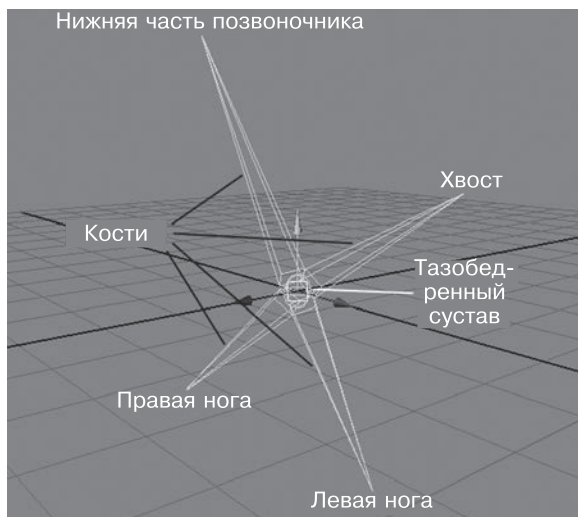 Нижняя часть позвоночника
Хвост
Кости
Тазобед-
ренный
сустав
Правая нога
Левая нога